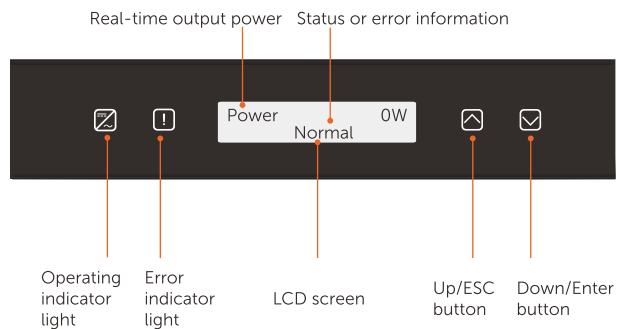 Real-time output power
Status or error information
!
Power 0W
Normal
Operating
indicator
light
Error
indicator
light
LCD screen
Up/ESC
button
Down/Enter
button